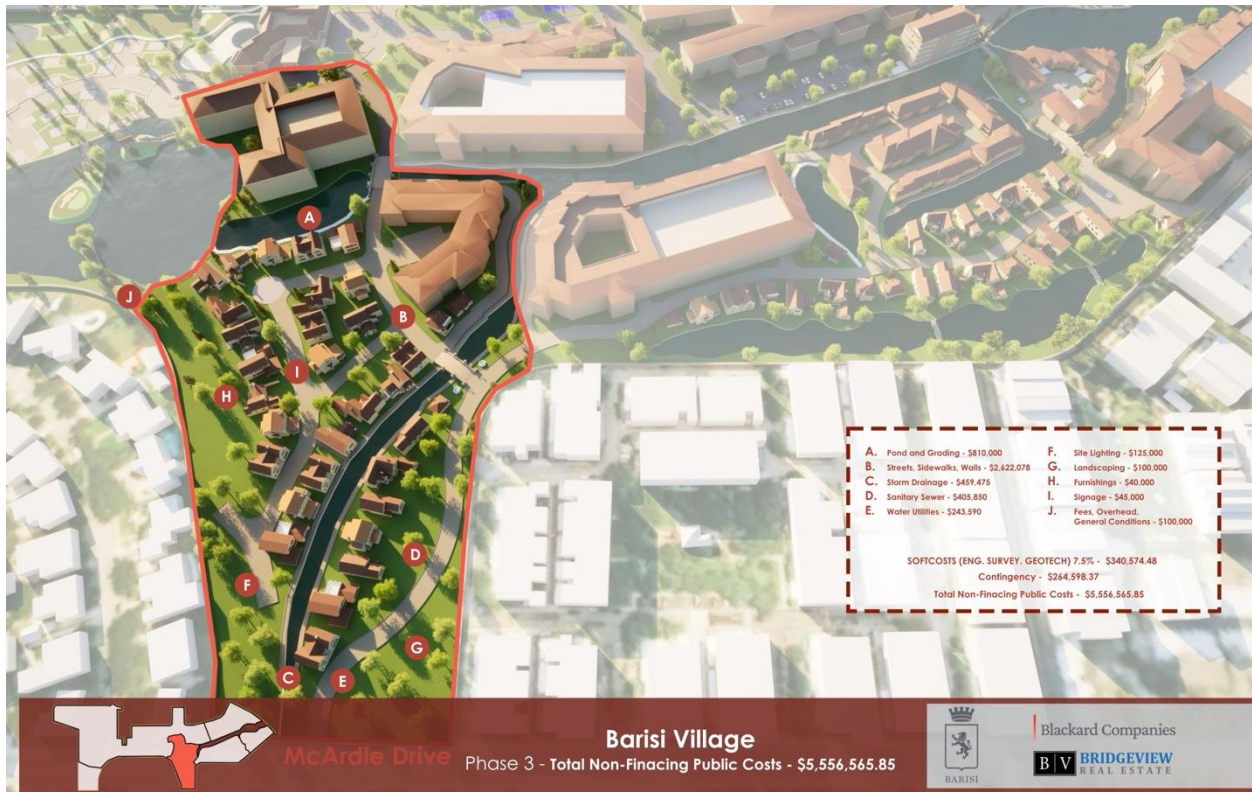 A
J
B
I
H
D
F
G
C
E
A. Pond and Grading - $810,000
B. Streets, Sidewalks, Walls - $2,622,078
C. Storm Drainage - $459,475
D. Sanitary Sewer - $405,850
E. Water Utilities - $243,590
F. Site Lighting - $125,000
G. Landscaping - $100,000
H. Furnishings - $40,000
I. Signage - $45,000
J. Fees, Overhead,
General Conditions - $100,000
SOFTCOSTS (ENG. SURVEY. GEOTECH) 7.5% - $340,574.48
Contingency - $264,598.37
Total Non-Finacing Public Costs - $5,556,565.85
McArdle Drive
Barisi Village
Phase 3 - Total Non-Finacing Public Costs - $5,556,565.85
BARISI
Blackard Companies
B V BRIDGEVIEW
REAL ESTATE